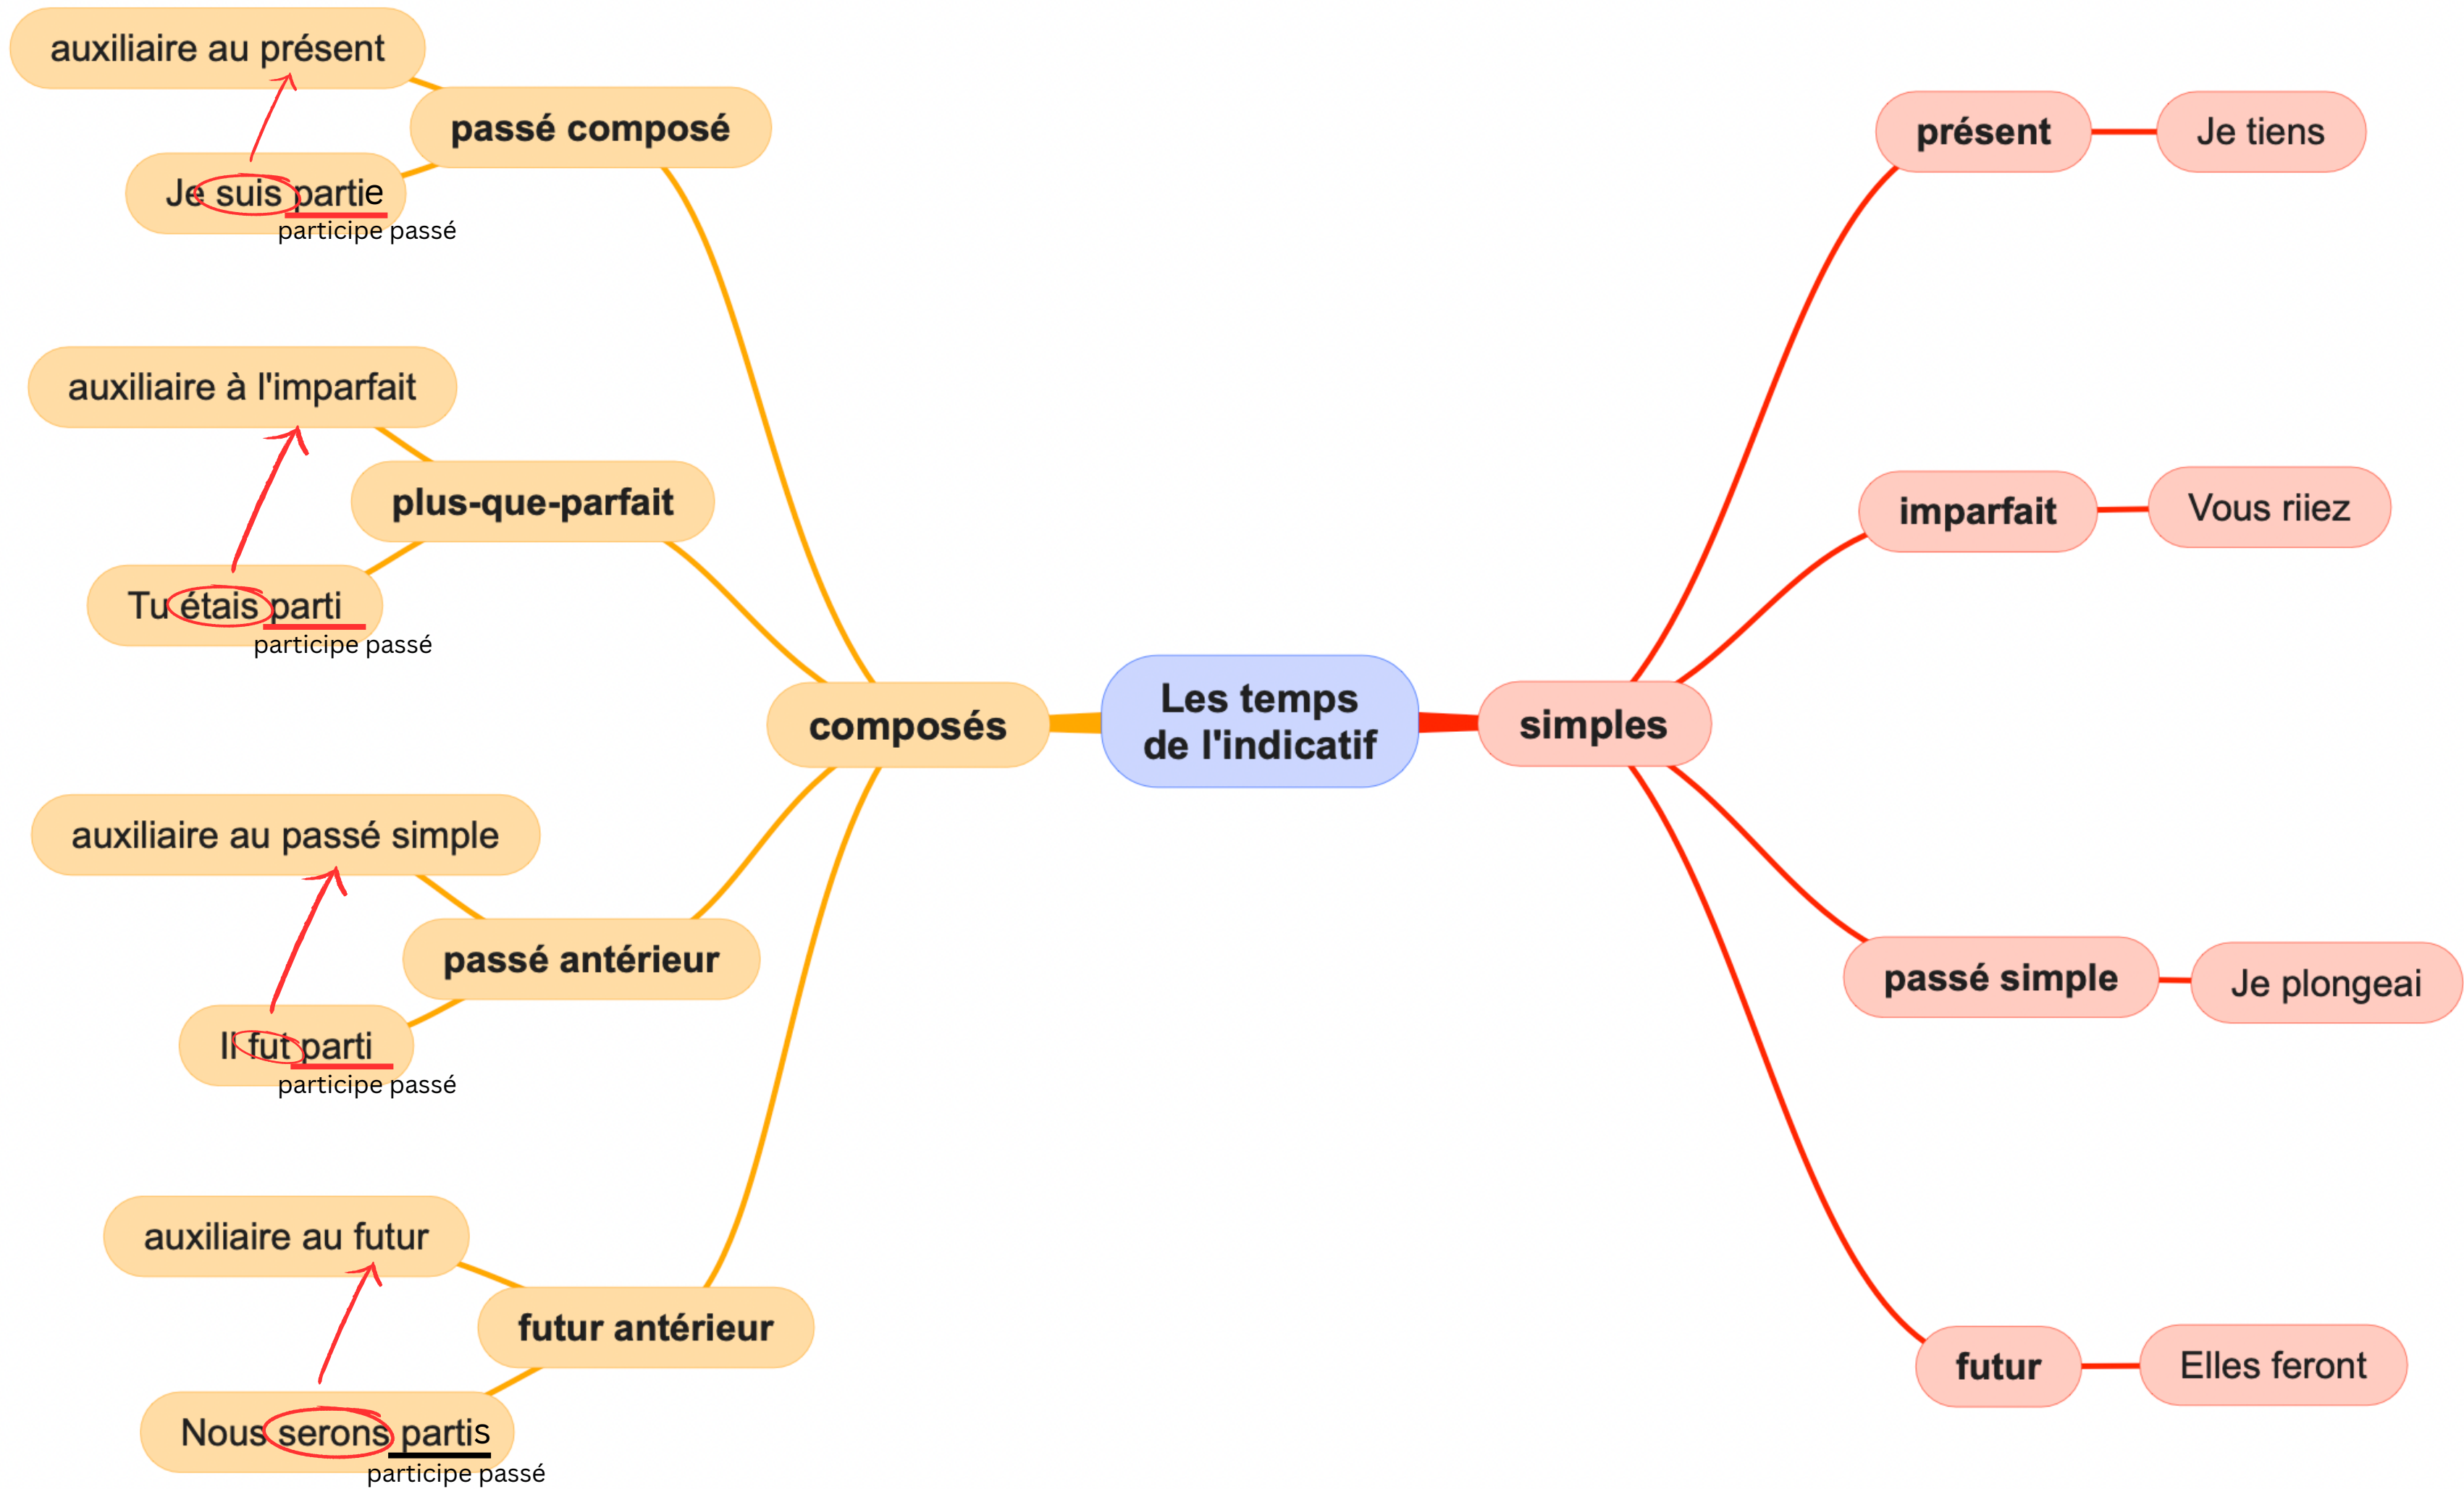 auxiliaire au présent
passé composé
Je suis partie
participe passé
auxiliaire à l'imparfait
plus-que-parfait
Tu étais parti
participe passé
auxiliaire au passé simple
passé antérieur
Il fut parti
participe passé
auxiliaire au futur
futur antérieur
Nous serons partis
participe passé
composés
Les temps
de l'indicatif
simples
présent
Je tiens
imparfait
Vous riiez
passé simple
Je plongeai
futur
Elles feront